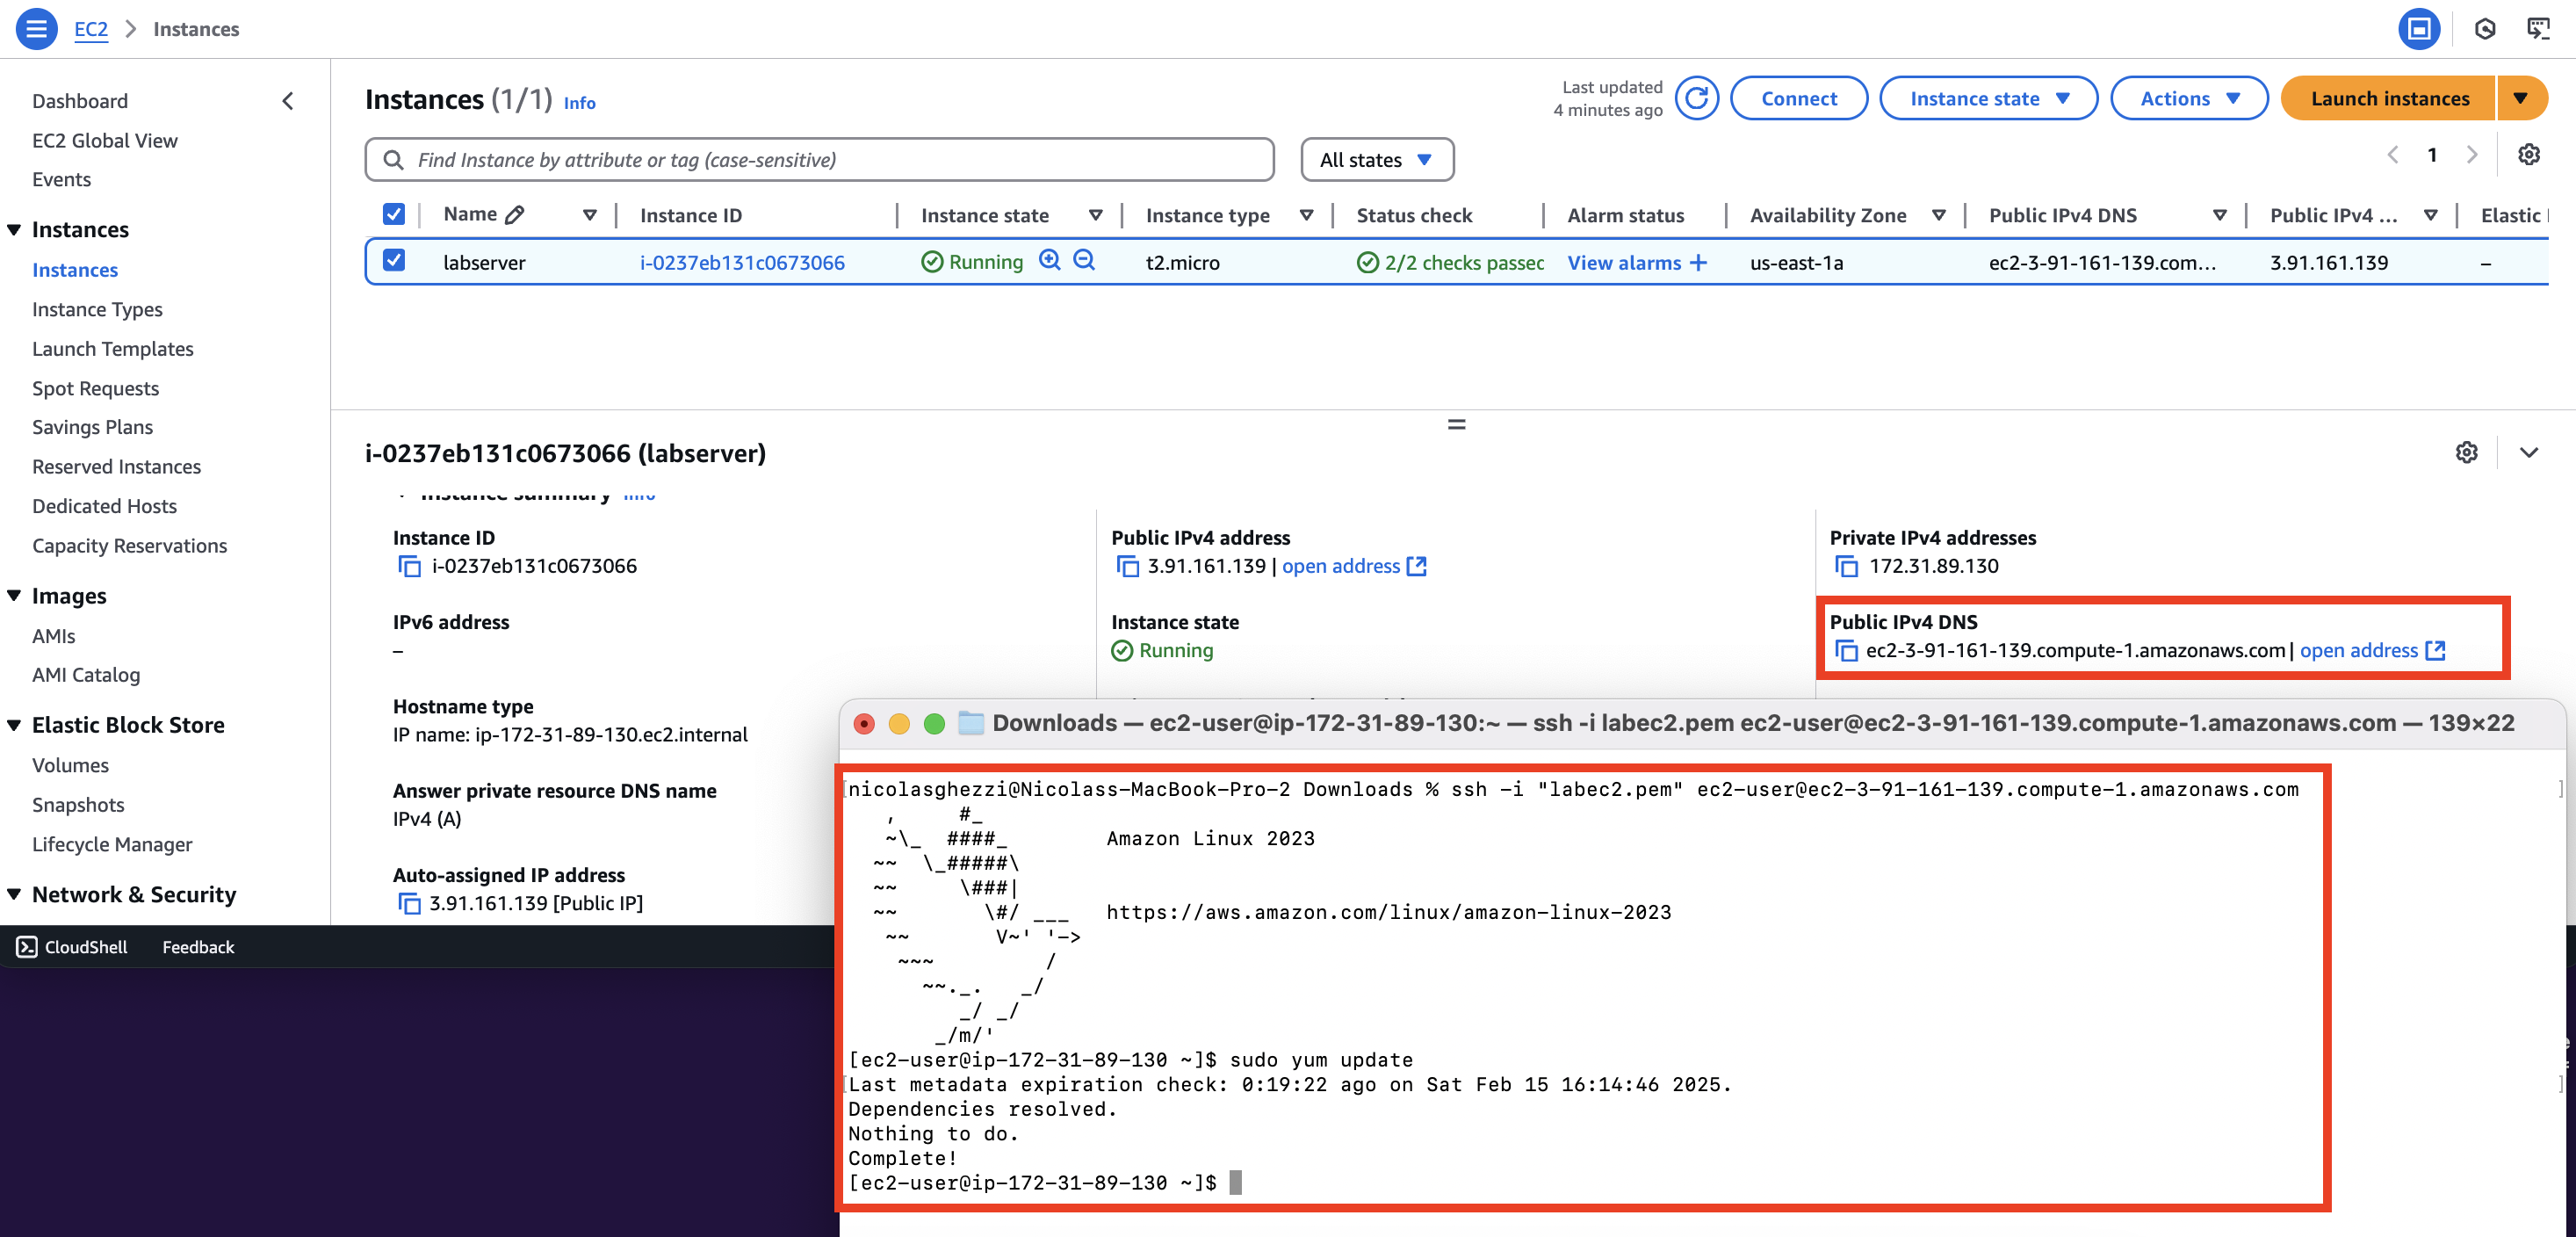 EC2 > Instances
Dashboard
EC2 Global View
Events
Instances
Instances
Instance Types
Launch Templates
Spot Requests
Savings Plans
Reserved Instances
Dedicated Hosts
Capacity Reservations
Images
AMIs
AMI Catalog
Elastic Block Store
Volumes
Snapshots
Lifecycle Manager
Network & Security
Instances (1/1) Info
Last updated
4 minutes ago
Connect
Instance state
Actions
Launch instances
Find Instance by attribute or tag (case-sensitive)
All states
1
Name Instance ID Instance state Instance type Status check Alarm status Availability Zone Public IPv4 DNS Public IPv4 ... Elastic
labserver i-0237eb131c0673066 Running t2.micro 2/2 checks passed View alarms + us-east-1a ec2-3-91-161-139.com... 3.91.161.139 –
i-0237eb131c0673066 (labserver)
Instance summary Info
Instance ID
i-0237eb131c0673066
Public IPv4 address
3.91.161.139 | open address
Private IPv4 addresses
172.31.89.130
IPv6 address
–
Instance state
Running
Public IPv4 DNS
ec2-3-91-161-139.compute-1.amazonaws.com | open address
Hostname type
IP name: ip-172-31-89-130.ec2.internal
Answer private resource DNS name
IPv4 (A)
Auto-assigned IP address
3.91.161.139 [Public IP]
CloudShell Feedback
Downloads — ec2-user@ip-172-31-89-130:~ — ssh -i labec2.pem ec2-user@ec2-3-91-161-139.compute-1.amazonaws.com — 139×22
[nicolasghezzi@Nicolass-MacBook-Pro-2 Downloads % ssh -i "labec2.pem" ec2-user@ec2-3-91-161-139.compute-1.amazonaws.com ]
   ,     #_
   ~\_  ####_        Amazon Linux 2023
  ~~  \_#####\
  ~~     \###|
  ~~       \#/ ___   https://aws.amazon.com/linux/amazon-linux-2023
   ~~       V~' '->
    ~~~         /
      ~~._.   _/
         _/ _/
       _/m/'
[ec2-user@ip-172-31-89-130 ~]$ sudo yum update
[Last metadata expiration check: 0:19:22 ago on Sat Feb 15 16:14:46 2025. ]
Dependencies resolved.
Nothing to do.
Complete!
[ec2-user@ip-172-31-89-130 ~]$